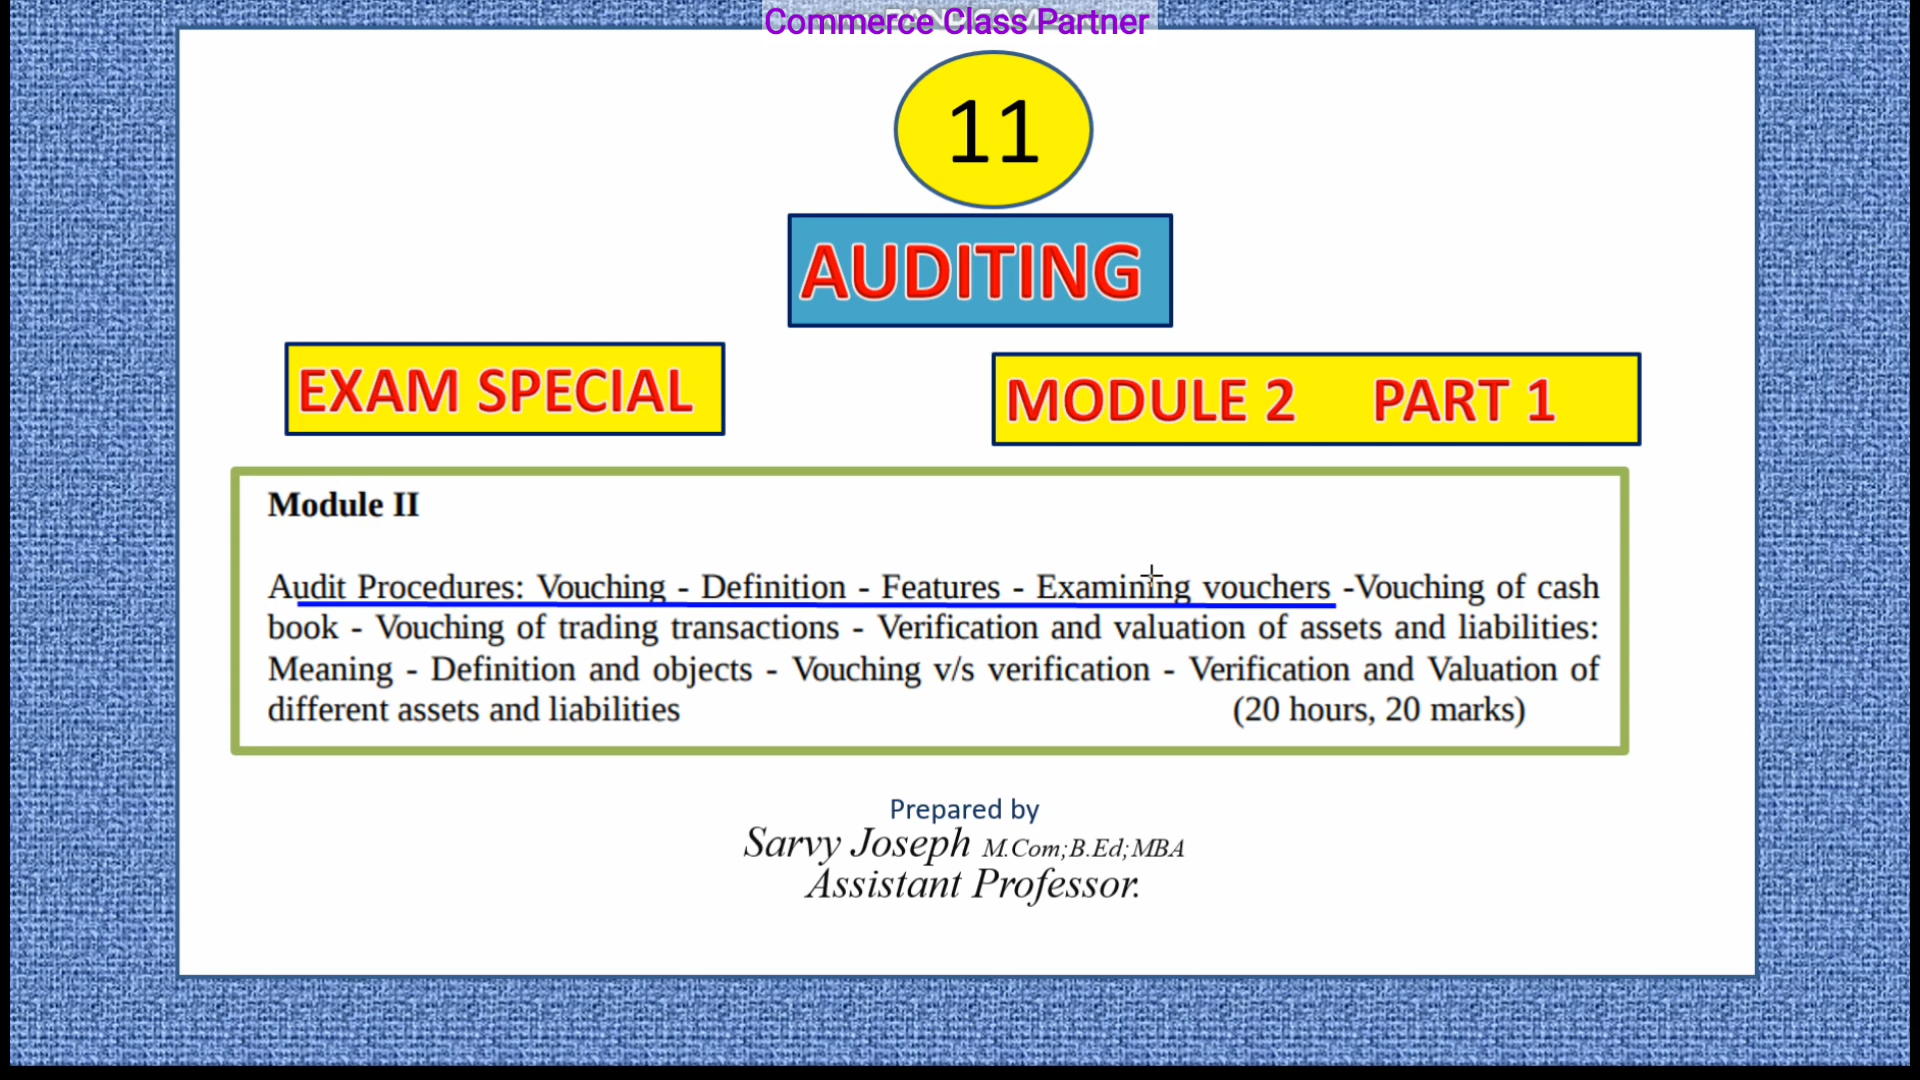 Commerce Class Partner
11
AUDITING
EXAM SPECIAL
MODULE 2 PART 1
Module II
Audit Procedures: Vouching - Definition - Features - Examining vouchers -Vouching of cash
book - Vouching of trading transactions - Verification and valuation of assets and liabilities:
Meaning - Definition and objects - Vouching v/s verification - Verification and Valuation of
different assets and liabilities (20 hours, 20 marks)
Prepared by
Sarvy Joseph M.Com;B.Ed;MBA
Assistant Professor.